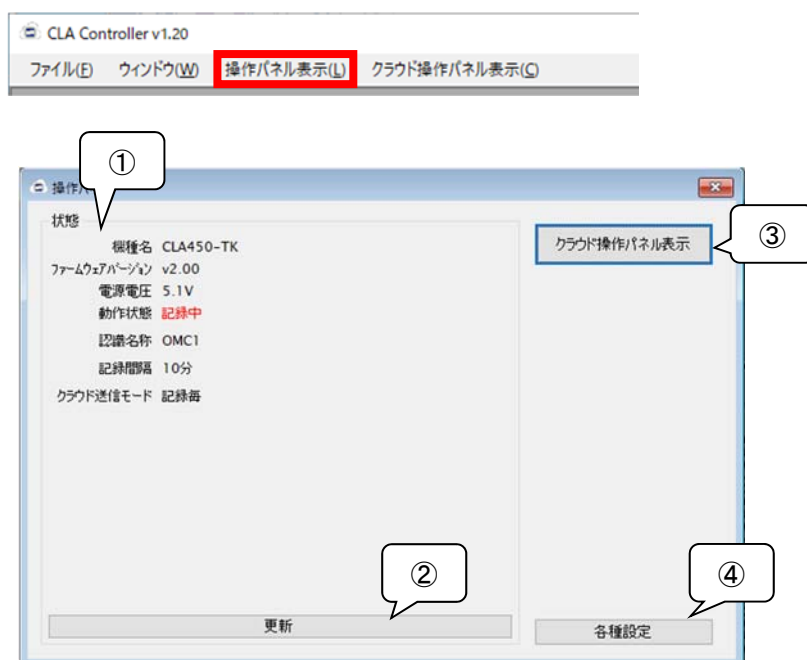 CLA Controller v1.20
ファイル(F) ウィンドウ(W) 操作パネル表示(L) クラウド操作パネル表示(C)
①
操作パ
状態
③
機種名 CLA450-TK
クラウド操作パネル表示
ファームウェアバージョン v2.00
電源電圧 5.1V
動作状態 記録中
認識名称 OMC1
記録間隔 10分
クラウド送信モード 記録毎
②
④
更新
各種設定